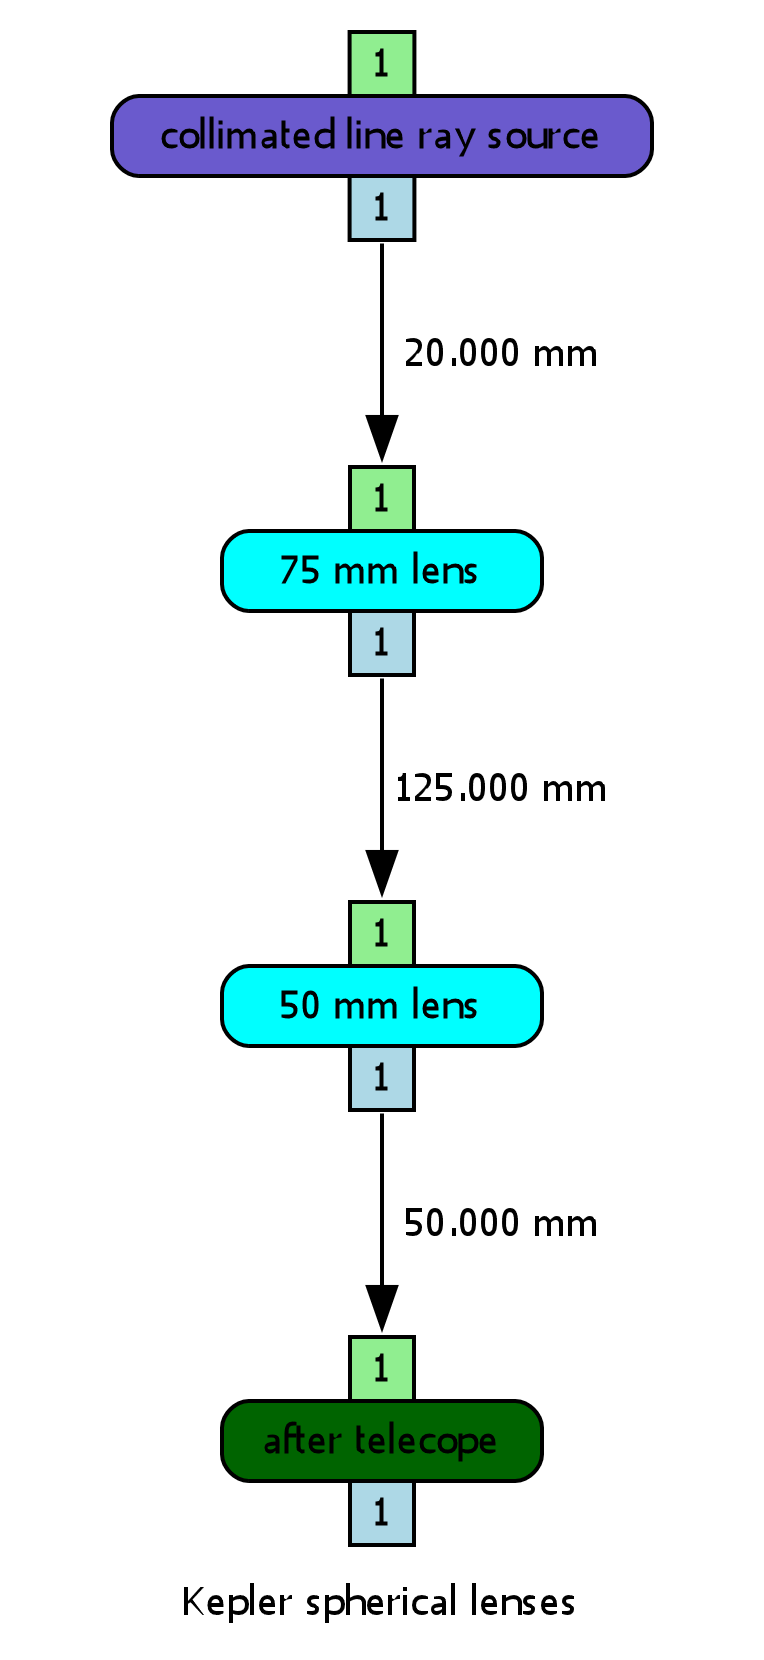 1
collimated line ray source
1
20.000 mm
1
75 mm lens
1
125.000 mm
1
50 mm lens
1
50.000 mm
1
after telecope
1
Kepler spherical lenses